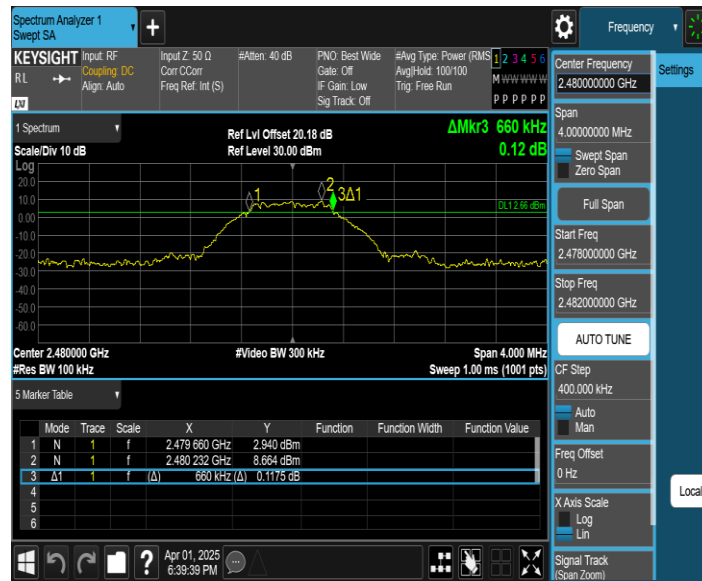 Spectrum Analyzer 1
Swept SA
+
Frequency
KEYSIGHT
RL
LXI
Input: RF
Coupling: DC
Align: Auto
Input Z: 50 Ω
Corr CCorr
Freq Ref: Int (S)
#Atten: 40 dB
PNO: Best Wide
Gate: Off
IF Gain: Low
Sig Track: Off
#Avg Type: Power (RMS
Avg|Hold: 100/100
Trig: Free Run
1 2 3 4 5 6
M W W W W W
P P P P P P
1 Spectrum
Scale/Div 10 dB
Ref Lvl Offset 20.18 dB
Ref Level 30.00 dBm
ΔMkr3 660 kHz
0.12 dB
Log
20.0
10.0
0.00
-10.0
-20.0
-30.0
-40.0
-50.0
-60.0
1
2
3Δ1
DL1 2.66 dBm
Center 2.480000 GHz
#Video BW 300 kHz
Span 4.000 MHz
#Res BW 100 kHz
Sweep 1.00 ms (1001 pts)
5 Marker Table
Mode Trace Scale X Y Function Function Width Function Value
1 N 1 f 2.479 660 GHz 2.940 dBm
2 N 1 f 2.480 232 GHz 8.664 dBm
3 Δ1 1 f (Δ) 660 kHz (Δ) 0.1175 dB
4
5
6
?
Apr 01, 2025
6:39:39 PM
Center Frequency
2.480000000 GHz
Span
4.00000000 MHz
Swept Span
Zero Span
Full Span
Start Freq
2.478000000 GHz
Stop Freq
2.482000000 GHz
AUTO TUNE
CF Step
400.000 kHz
Auto
Man
Freq Offset
0 Hz
X Axis Scale
Log
Lin
Signal Track
(Span Zoom)
Settings
Local